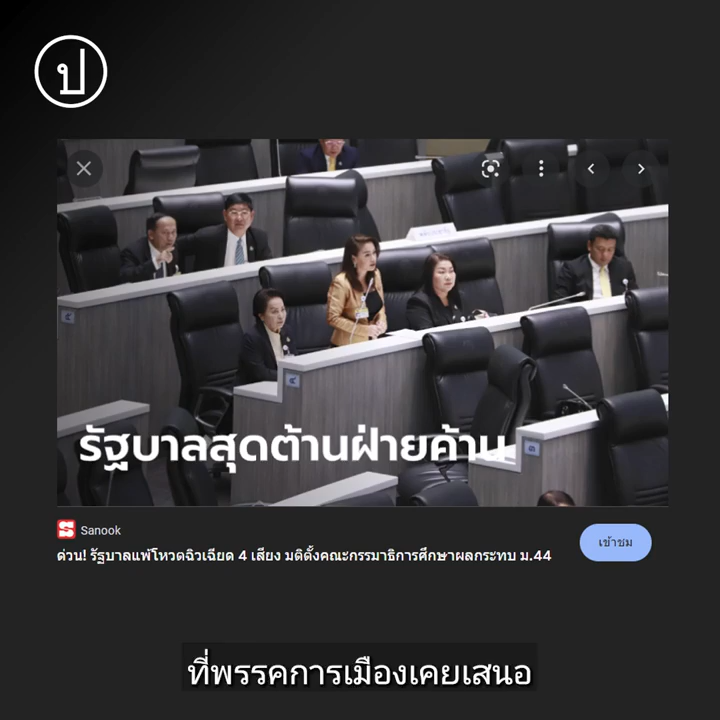 ป
รัฐบาลสุดต้านฝ่ายค้าน
Sanook
ด่วน! รัฐบาลแพ้โหวตฉิวเฉียด 4 เสียง มติตั้งคณะกรรมาธิการศึกษาผลกระทบ ม.44
เข้าชม
ที่พรรคการเมืองเคยเสนอ